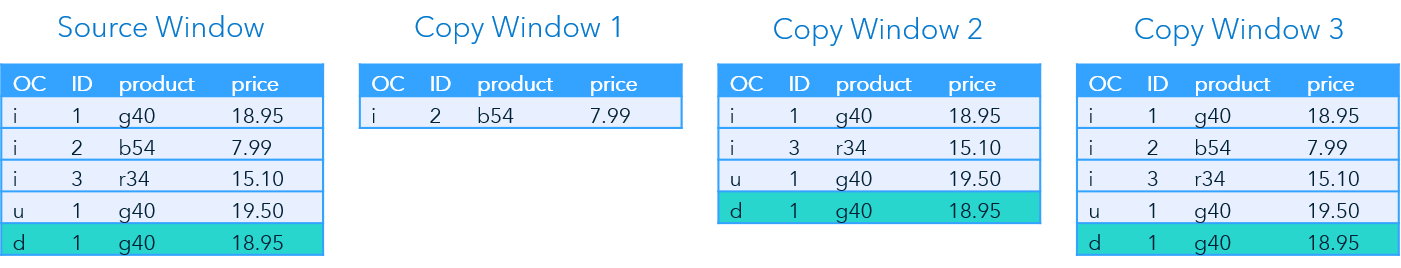 Source Window
OC ID product price
i 1 g40 18.95
i 2 b54 7.99
i 3 r34 15.10
u 1 g40 19.50
d 1 g40 18.95
Copy Window 1
OC ID product price
i 2 b54 7.99
Copy Window 2
OC ID product price
i 1 g40 18.95
i 3 r34 15.10
u 1 g40 19.50
d 1 g40 18.95
Copy Window 3
OC ID product price
i 1 g40 18.95
i 2 b54 7.99
i 3 r34 15.10
u 1 g40 19.50
d 1 g40 18.95